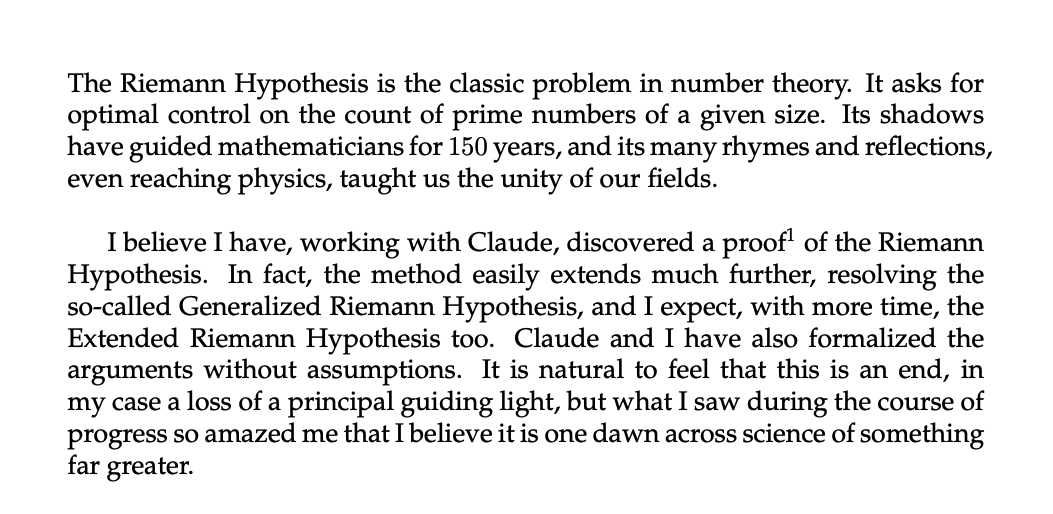 The Riemann Hypothesis is the classic problem in number theory. It asks for
optimal control on the count of prime numbers of a given size. Its shadows
have guided mathematicians for 150 years, and its many rhymes and reflections,
even reaching physics, taught us the unity of our fields.
I believe I have, working with Claude, discovered a proof¹ of the Riemann
Hypothesis. In fact, the method easily extends much further, resolving the
so-called Generalized Riemann Hypothesis, and I expect, with more time, the
Extended Riemann Hypothesis too. Claude and I have also formalized the
arguments without assumptions. It is natural to feel that this is an end, in
my case a loss of a principal guiding light, but what I saw during the course of
progress so amazed me that I believe it is one dawn across science of something
far greater.